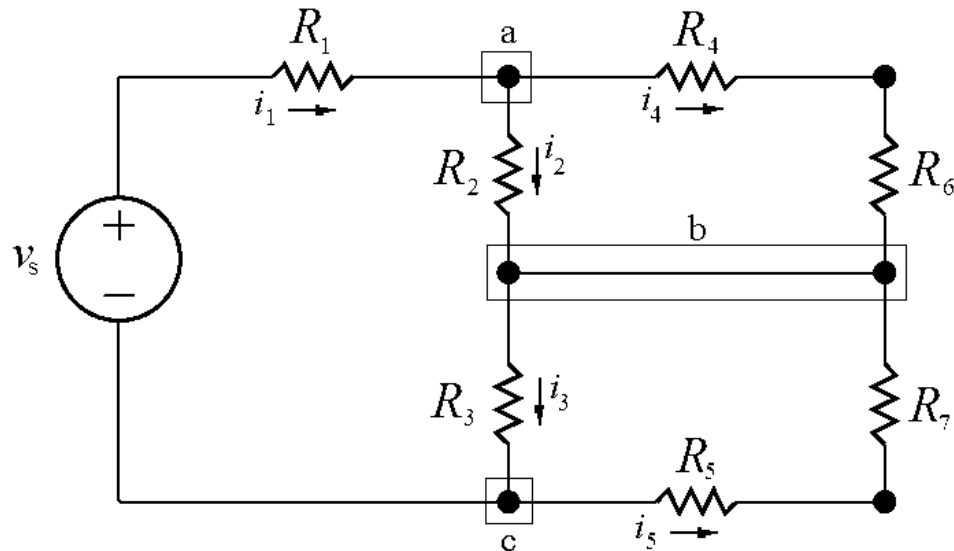 R₁ a R₄
i₁ i₄
R₂ i₂ R₆
b
+
vₛ
−
R₃ i₃ R₇
R₅
i₅
c